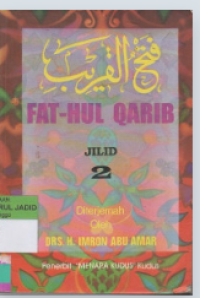 فتح القريب
FAT-HUL QARIB
JILID
2
Diterjemah
Oleh
DRS. H. IMRON ABU AMAR
Penerbit "MENARA KUDUS" Kudus